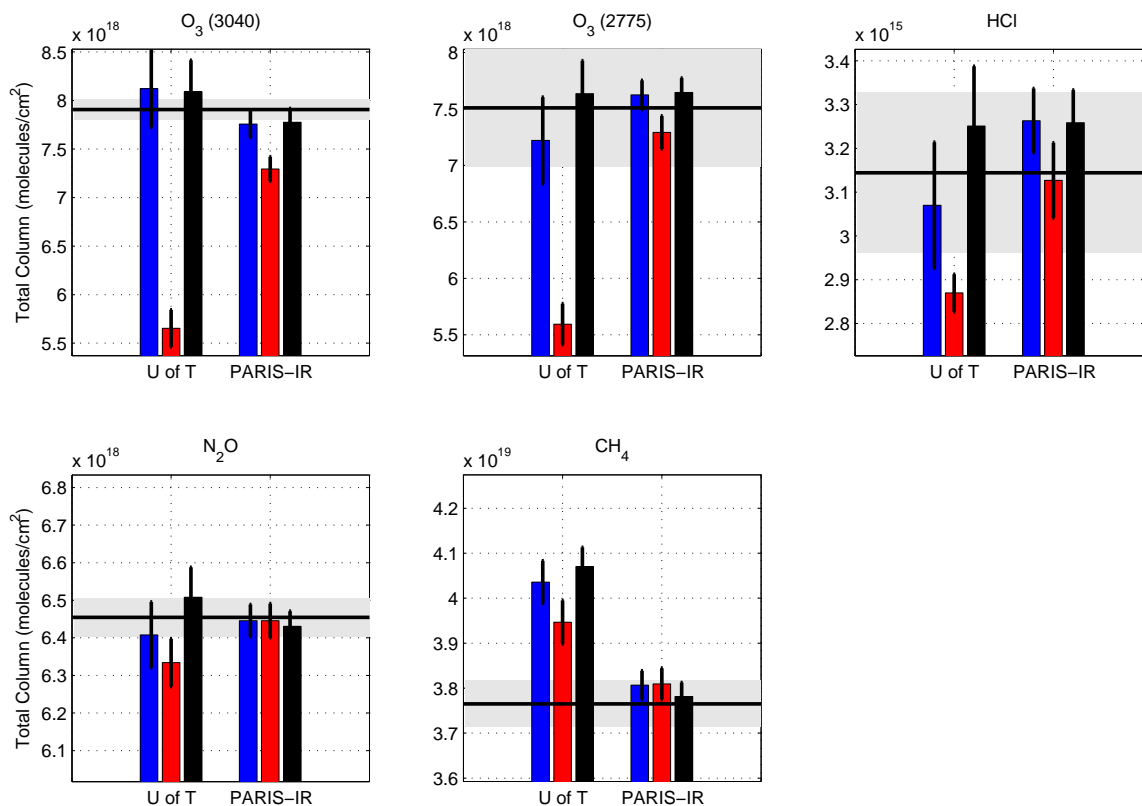 x 10^18
O3 (3040)
Total Column (molecules/cm²)
8.5
8
7.5
7
6.5
6
5.5
U of T PARIS−IR
x 10^18
O3 (2775)
8
7.5
7
6.5
6
5.5
U of T PARIS−IR
x 10^15
HCl
3.4
3.3
3.2
3.1
3
2.9
2.8
U of T PARIS−IR
x 10^18
N2O
Total Column (molecules/cm²)
6.8
6.7
6.6
6.5
6.4
6.3
6.2
6.1
U of T PARIS−IR
x 10^19
CH4
4.2
4.1
4
3.9
3.8
3.7
3.6
U of T PARIS−IR